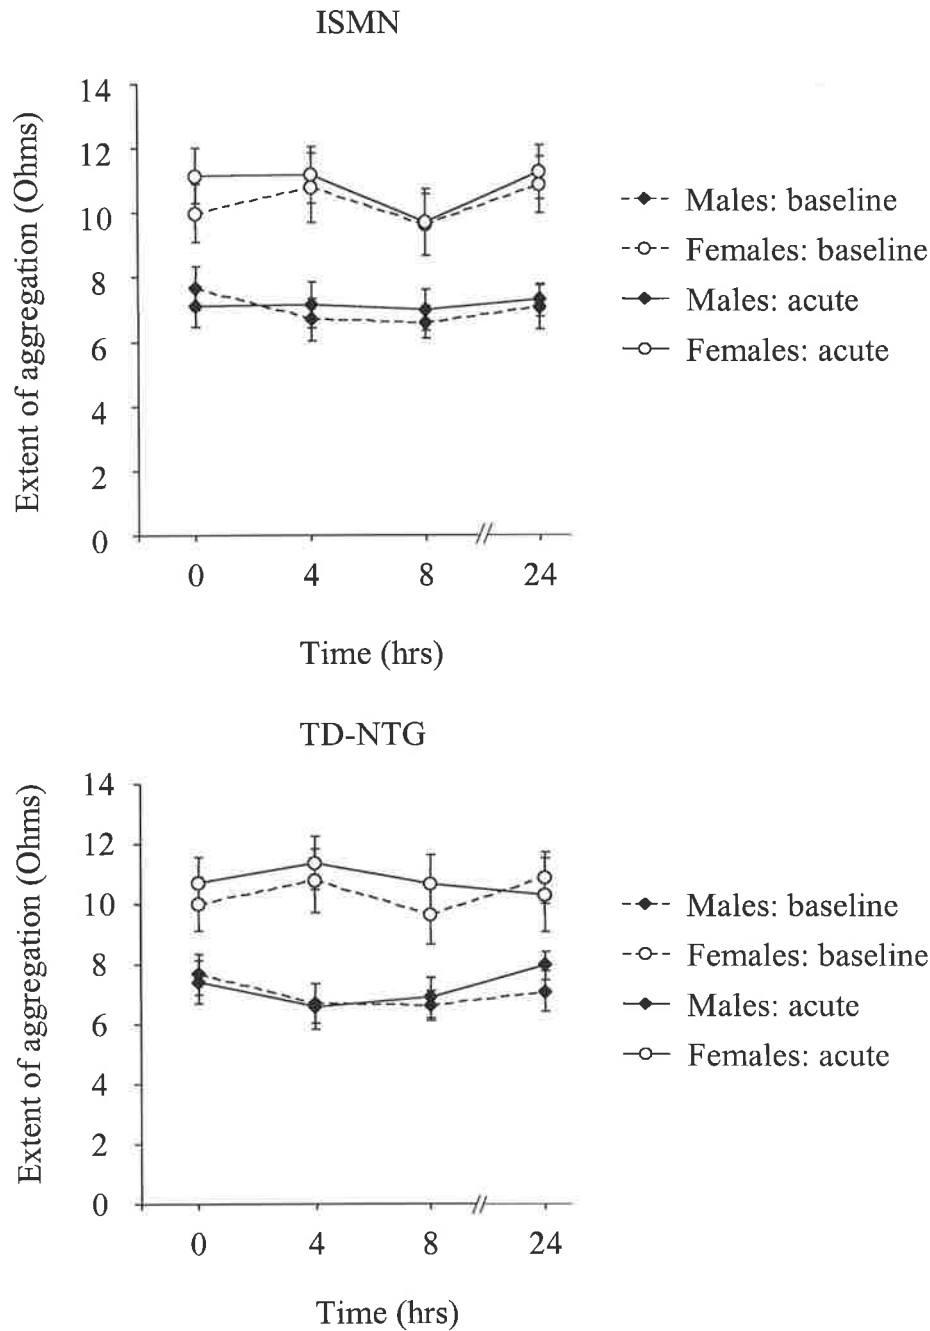 ISMN
Extent of aggregation (Ohms)
14
12
10
8
6
4
2
0
0 4 8 24
Time (hrs)
Males: baseline
Females: baseline
Males: acute
Females: acute
TD-NTG
Extent of aggregation (Ohms)
14
12
10
8
6
4
2
0
0 4 8 24
Time (hrs)
Males: baseline
Females: baseline
Males: acute
Females: acute